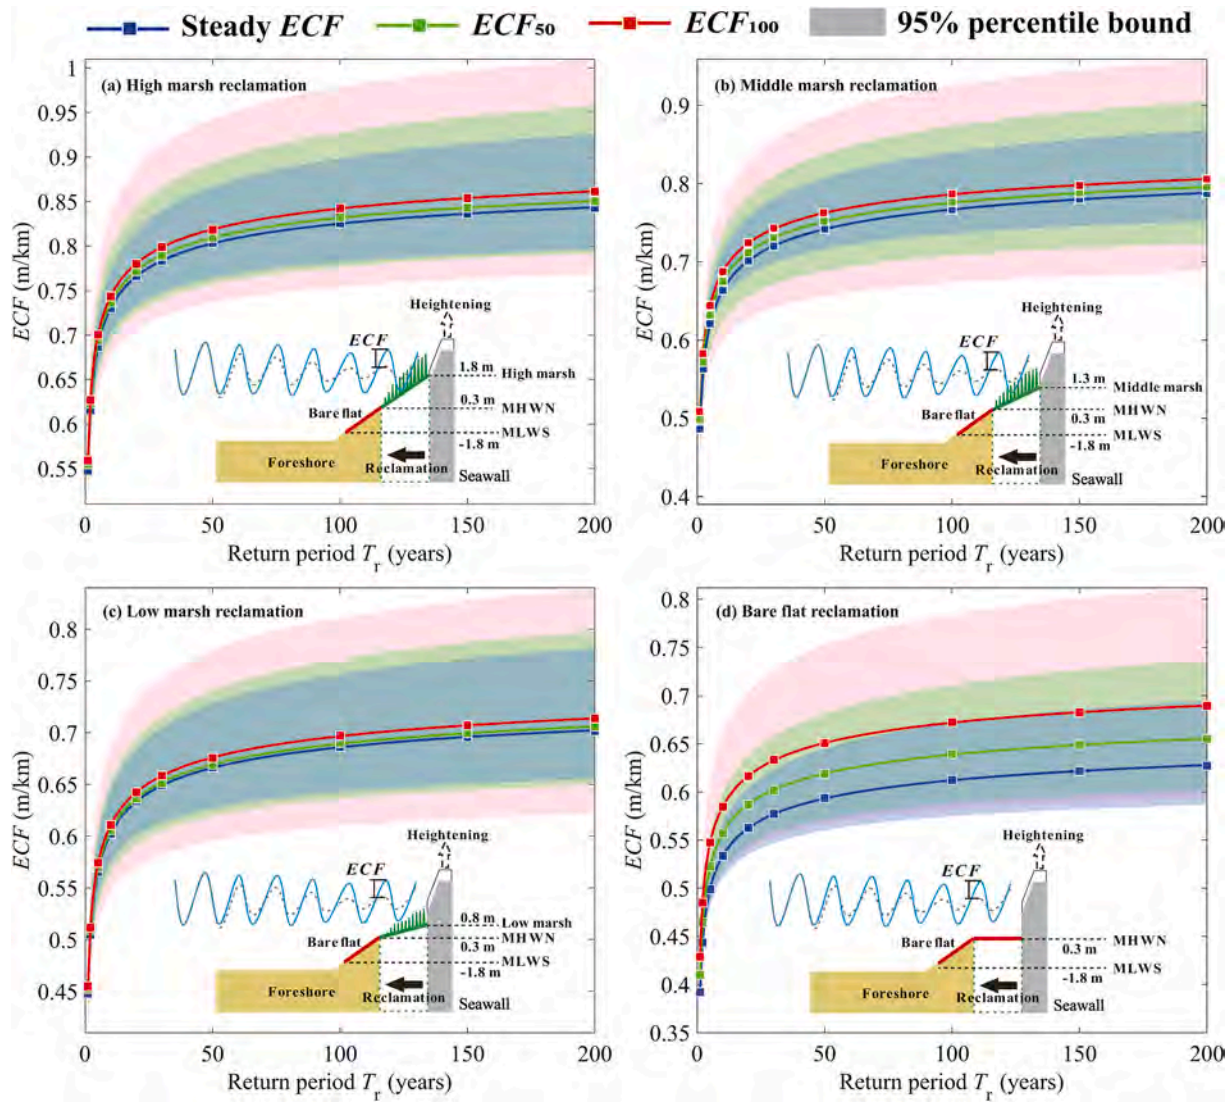 Steady ECF ECF₅₀ ECF₁₀₀ 95% percentile bound
(a) High marsh reclamation
1
0.95
0.9
0.85
0.8
0.75
0.7
0.65
0.6
0.55
ECF (m/km)
Heightening
ECF
1.8 m
High marsh
0.3 m
Bare flat
MHWN
MLWS
-1.8 m
Foreshore
Reclamation
Seawall
0 50 100 150 200
Return period Tᵣ (years)
(b) Middle marsh reclamation
0.9
0.8
0.7
0.6
0.5
0.4
ECF (m/km)
Heightening
ECF
1.3 m
Middle marsh
Bare flat
MHWN
0.3 m
MLWS
-1.8 m
Foreshore
Reclamation
Seawall
0 50 100 150 200
Return period Tᵣ (years)
(c) Low marsh reclamation
0.8
0.75
0.7
0.65
0.6
0.55
0.5
0.45
ECF (m/km)
Heightening
ECF
0.8 m
Low marsh
Bare flat
MHWN
0.3 m
MLWS
-1.8 m
Foreshore
Reclamation
Seawall
0 50 100 150 200
Return period Tᵣ (years)
(d) Bare flat reclamation
0.8
0.75
0.7
0.65
0.6
0.55
0.5
0.45
0.4
0.35
ECF (m/km)
Heightening
ECF
Bare flat
MHWN
0.3 m
MLWS
-1.8 m
Foreshore
Reclamation
Seawall
0 50 100 150 200
Return period Tᵣ (years)